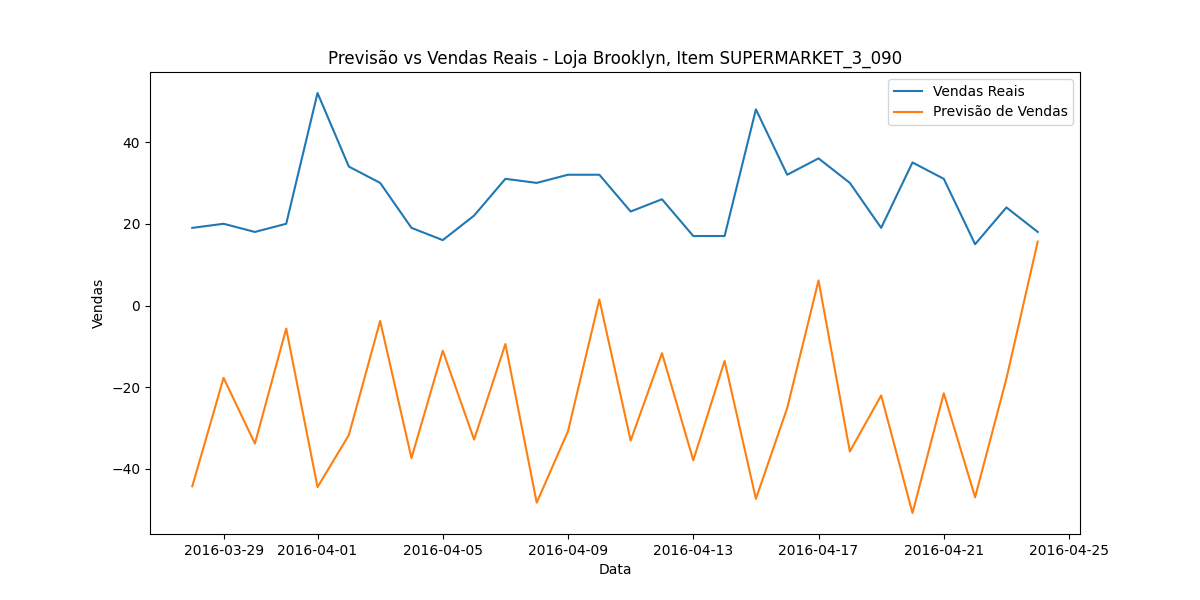 Previsão vs Vendas Reais - Loja Brooklyn, Item SUPERMARKET_3_090
Vendas Reais
Previsão de Vendas
Vendas
40
20
0
−20
−40
2016-03-29 2016-04-01 2016-04-05 2016-04-09 2016-04-13 2016-04-17 2016-04-21 2016-04-25
Data